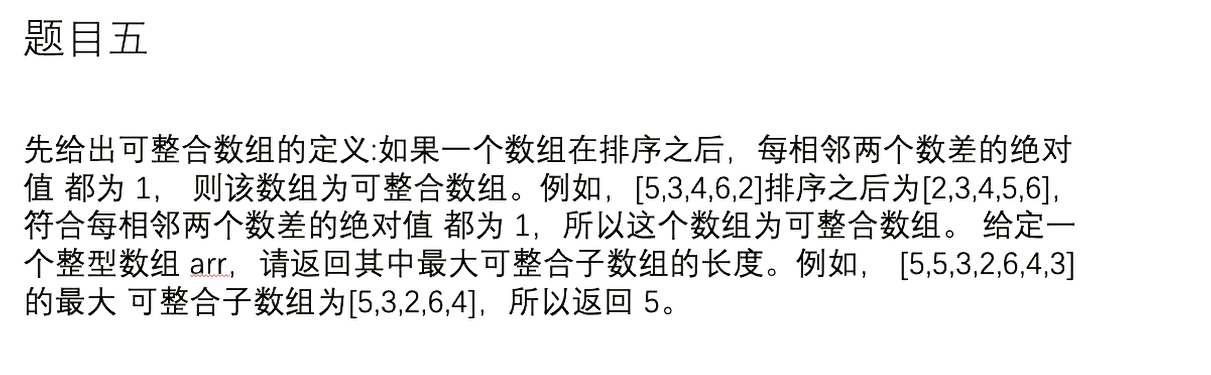 题目五
先给出可整合数组的定义:如果一个数组在排序之后，每相邻两个数差的绝对
值 都为 1， 则该数组为可整合数组。例如，[5,3,4,6,2]排序之后为[2,3,4,5,6]，
符合每相邻两个数差的绝对值 都为 1，所以这个数组为可整合数组。 给定一
个整型数组 arr，请返回其中最大可整合子数组的长度。例如， [5,5,3,2,6,4,3]
的最大 可整合子数组为[5,3,2,6,4]，所以返回 5。